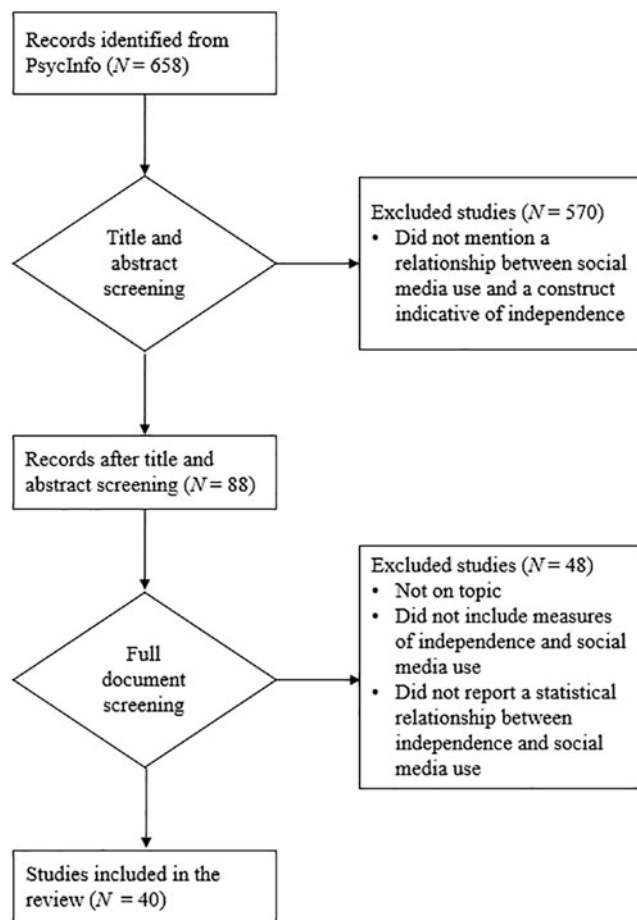 Records identified from
PsycInfo (N = 658)
Title and
abstract
screening
Excluded studies (N = 570)
• Did not mention a
relationship between social
media use and a construct
indicative of independence
Records after title and
abstract screening (N = 88)
Full
document
screening
Excluded studies (N = 48)
• Not on topic
• Did not include measures
of independence and social
media use
• Did not report a statistical
relationship between
independence and social
media use
Studies included in the
review (N = 40)